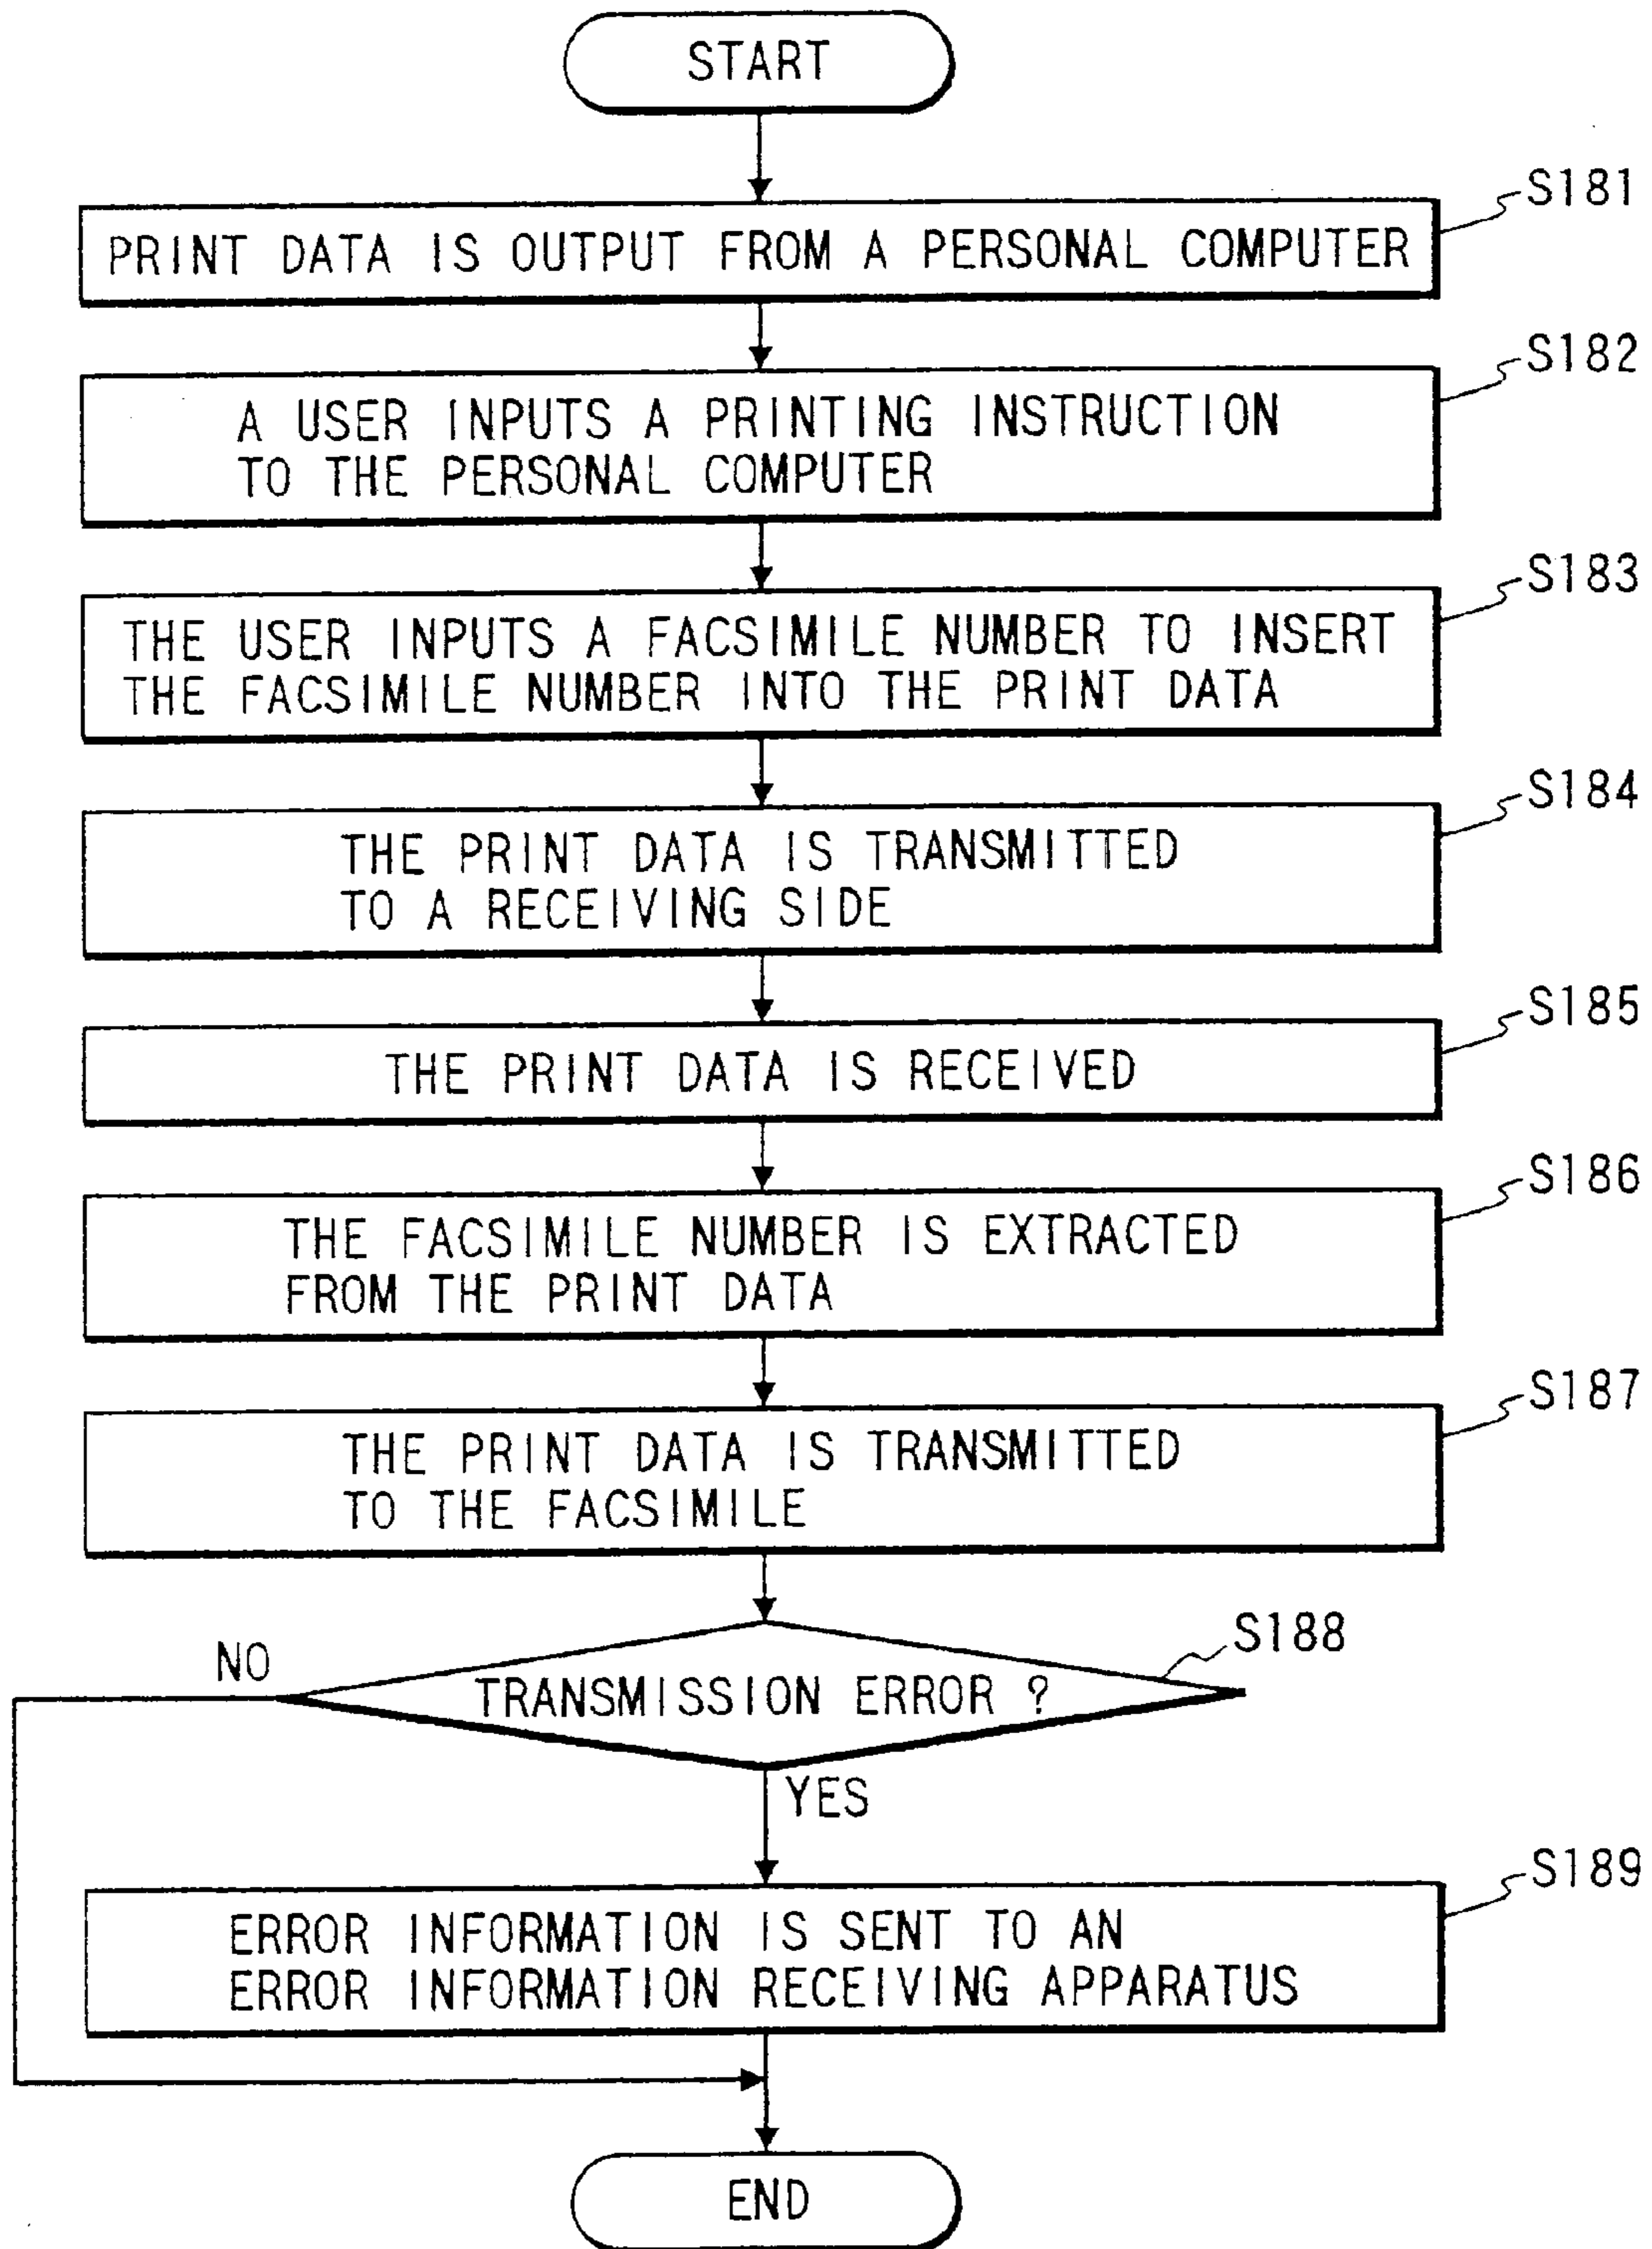 START
S181
PRINT DATA IS OUTPUT FROM A PERSONAL COMPUTER
S182
A USER INPUTS A PRINTING INSTRUCTION
TO THE PERSONAL COMPUTER
S183
THE USER INPUTS A FACSIMILE NUMBER TO INSERT
THE FACSIMILE NUMBER INTO THE PRINT DATA
S184
THE PRINT DATA IS TRANSMITTED
TO A RECEIVING SIDE
S185
THE PRINT DATA IS RECEIVED
S186
THE FACSIMILE NUMBER IS EXTRACTED
FROM THE PRINT DATA
S187
THE PRINT DATA IS TRANSMITTED
TO THE FACSIMILE
S188
NO
TRANSMISSION ERROR ?
YES
S189
ERROR INFORMATION IS SENT TO AN
ERROR INFORMATION RECEIVING APPARATUS
END